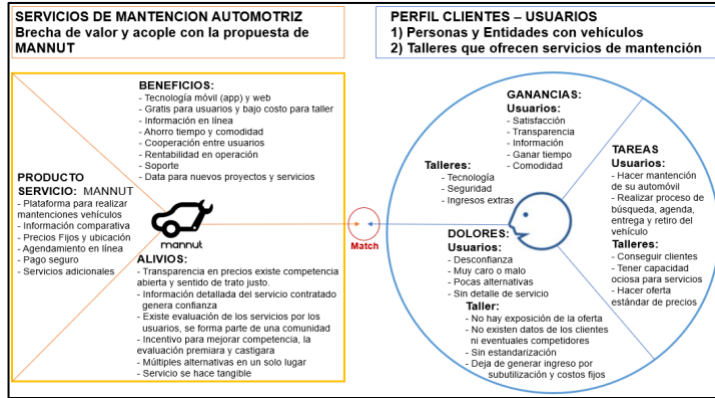 SERVICIOS DE MANTENCION AUTOMOTRIZ
Brecha de valor y acople con la propuesta de
MANNUT
PERFIL CLIENTES – USUARIOS
1) Personas y Entidades con vehículos
2) Talleres que ofrecen servicios de mantención
BENEFICIOS:
- Tecnología móvil (app) y web
- Gratis para usuarios y bajo costo para taller
- Información en línea
- Ahorro tiempo y comodidad
- Cooperación entre usuarios
- Rentabilidad en operación
- Soporte
- Data para nuevos proyectos y servicios
PRODUCTO
SERVICIO: MANNUT
- Plataforma para realizar
mantenciones vehículos
- Información comparativa
- Precios Fijos y ubicación
- Agendamiento en línea
- Pago seguro
- Servicios adicionales
mannut
ALIVIOS:
- Transparencia en precios existe competencia
abierta y sentido de trato justo.
- Información detallada del servicio contratado
genera confianza
- Existe evaluación de los servicios por los
usuarios, se forma parte de una comunidad
- Incentivo para mejorar competencia, la
evaluación premiara y castigara
- Múltiples alternativas en un solo lugar
- Servicio se hace tangible
Match
GANANCIAS:
Usuarios:
- Satisfacción
- Transparencia
- Información
- Ganar tiempo
- Comodidad
Talleres:
- Tecnología
- Seguridad
- Ingresos extras
TAREAS
Usuarios:
- Hacer mantención
de su automóvil
- Realizar proceso de
búsqueda, agenda,
entrega y retiro del
vehículo
Talleres:
- Conseguir clientes
- Tener capacidad
ociosa para servicios
- Hacer oferta
estándar de precios
DOLORES:
Usuarios:
- Desconfianza
- Muy caro o malo
- Pocas alternativas
- Sin detalle de servicio
Taller:
- No hay exposición de la oferta
- No existen datos de los clientes
ni eventuales competidores
- Sin estandarización
- Deja de generar ingreso por
subutilización y costos fijos